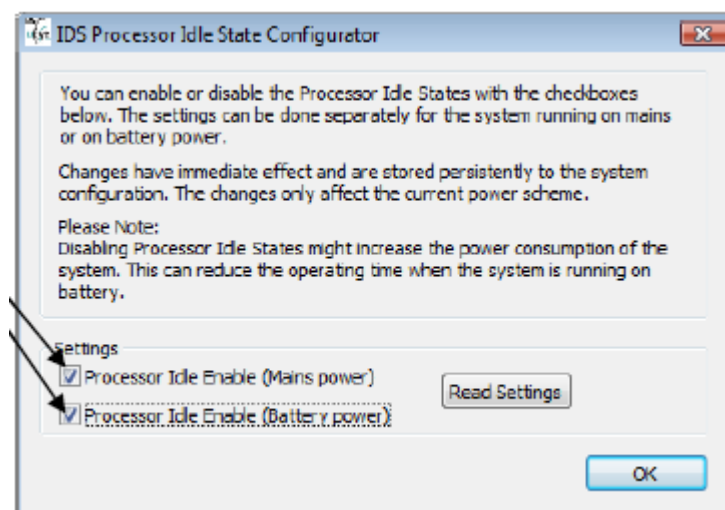 IDS Processor Idle State Configurator
You can enable or disable the Processor Idle States with the checkboxes
below. The settings can be done separately for the system running on mains
or on battery power.
Changes have immediate effect and are stored persistently to the system
configuration. The changes only affect the current power scheme.
Please Note:
Disabling Processor Idle States might increase the power consumption of the
system. This can reduce the operating time when the system is running on
battery.
Settings
Processor Idle Enable (Mains power)
Read Settings
Processor Idle Enable (Battery power)
OK